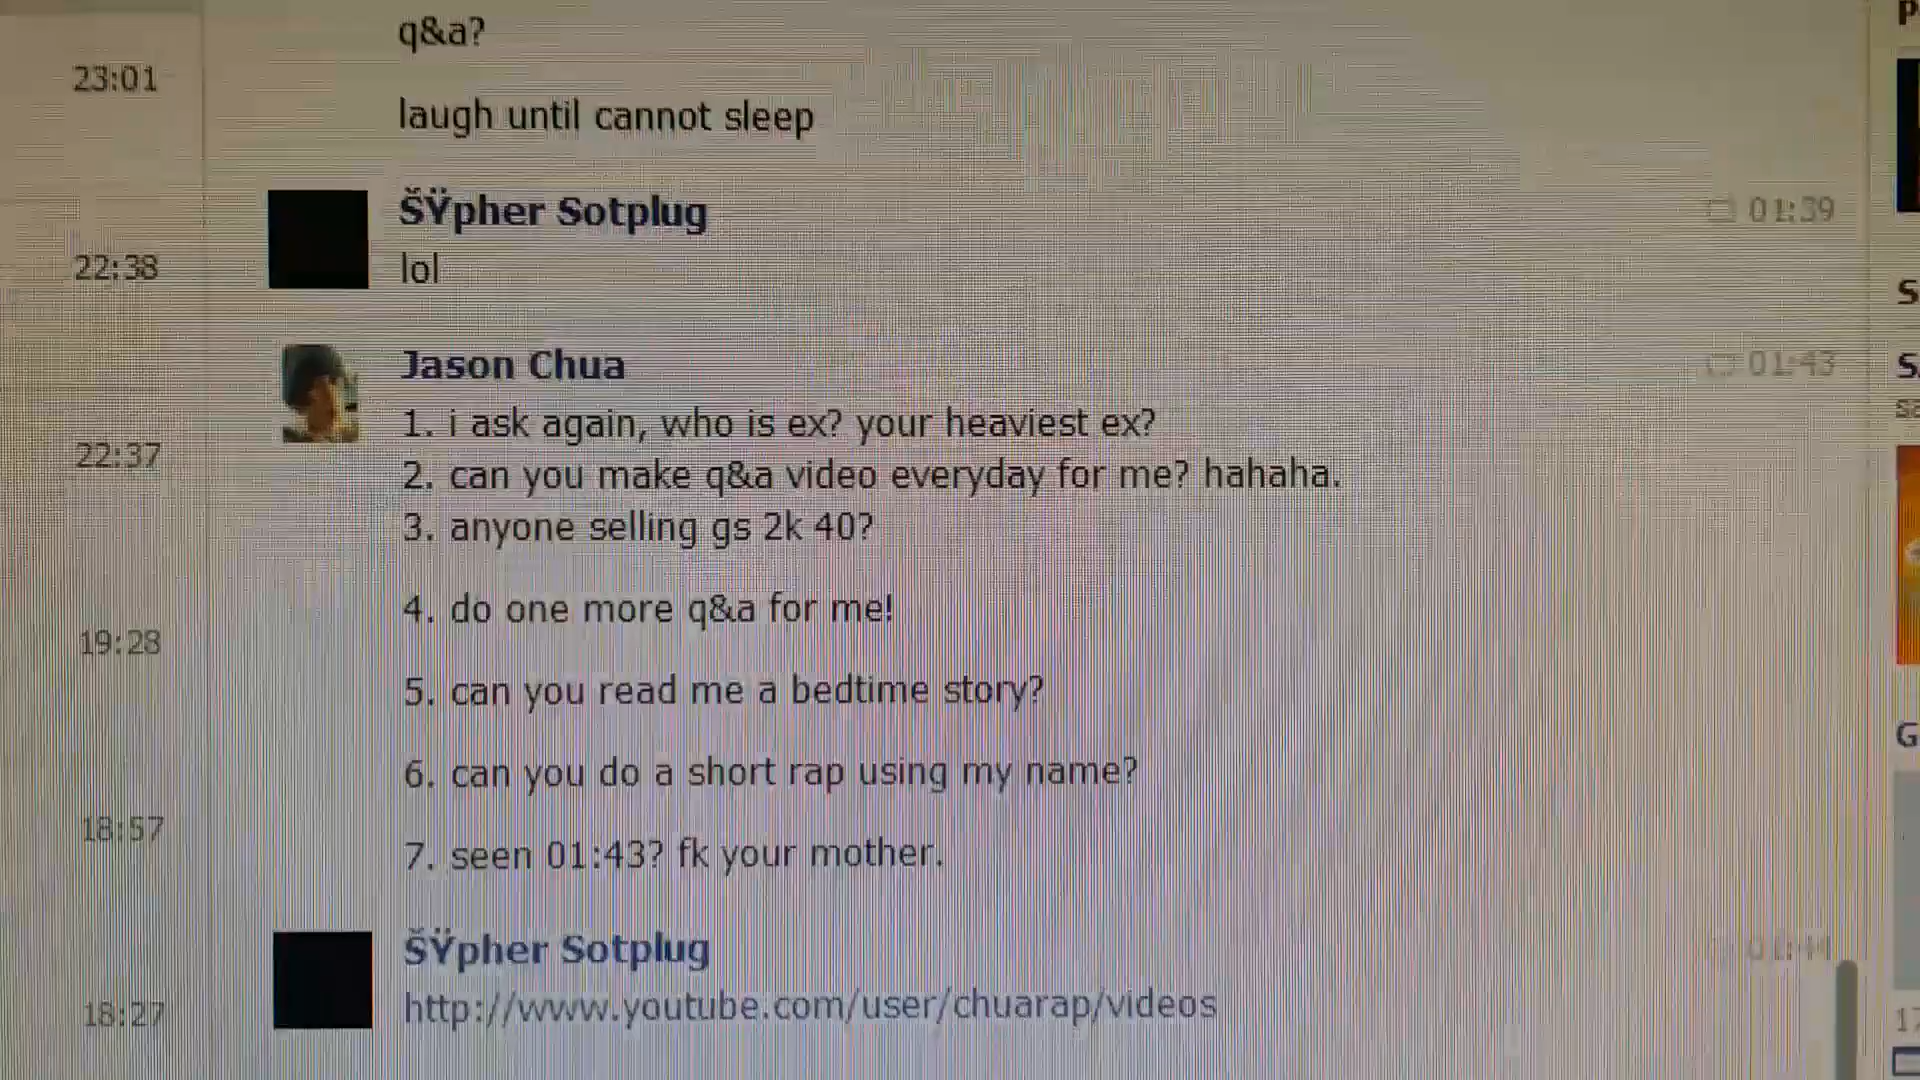 q&a?
23:01
laugh until cannot sleep
ŠŸpher Sotplug
01:39
22:38
lol
Jason Chua
01:43
1. i ask again, who is ex? your heaviest ex?
22:37
2. can you make q&a video everyday for me? hahaha.
3. anyone selling gs 2k 40?
4. do one more q&a for me!
19:28
5. can you read me a bedtime story?
6. can you do a short rap using my name?
18:57
7. seen 01:43? fk your mother.
ŠŸpher Sotplug
01:44
18:27
http://www.youtube.com/user/chuarap/videos